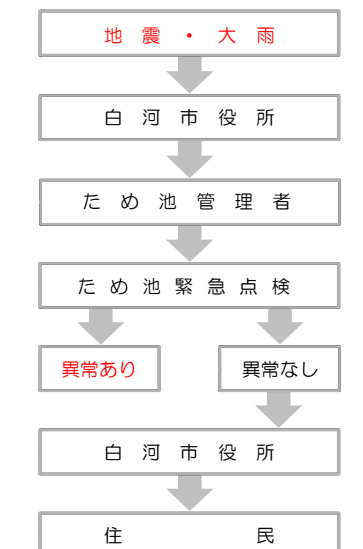 地震・大雨
白河市役所
ため池管理者
ため池緊急点検
異常あり
異常なし
白河市役所
住民